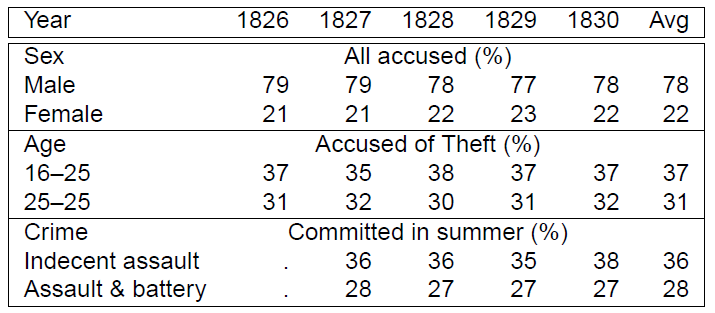 Year 1826 1827 1828 1829 1830 Avg
Sex All accused (%)
Male 79 79 78 77 78 78
Female 21 21 22 23 22 22
Age Accused of Theft (%)
16–25 37 35 38 37 37 37
25–25 31 32 30 31 32 31
Crime Committed in summer (%)
Indecent assault . 36 36 35 38 36
Assault & battery . 28 27 27 27 28